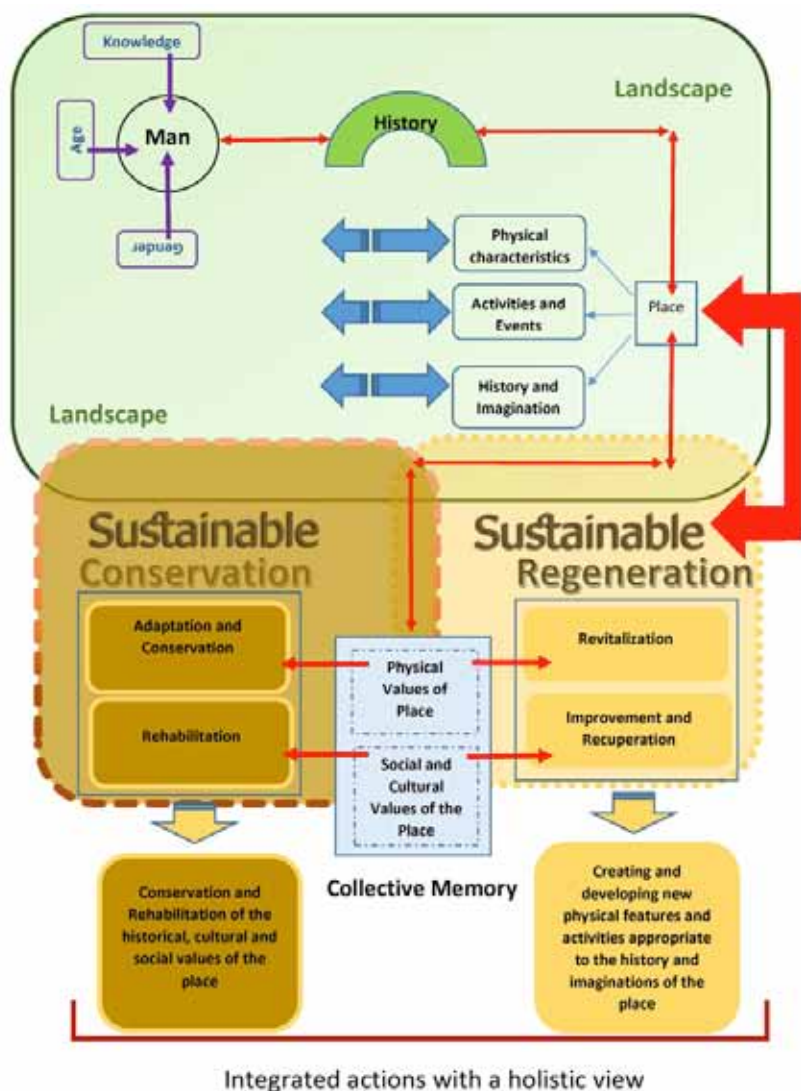 Knowledge
Landscape
Age
Man
History
Gender
Physical
characteristics
Activities and
Events
Place
History and
Imagination
Landscape
Sustainable
Conservation
Sustainable
Regeneration
Adaptation and
Conservation
Rehabilitation
Physical
Values of
Place
Social and
Cultural
Values of the
Place
Revitalization
Improvement and
Recuperation
Collective Memory
Conservation and
Rehabilitation of the
historical, cultural and
social values of the
place
Creating and
developing new
physical features and
activities appropriate
to the history and
imaginations of the
place
Integrated actions with a holistic view